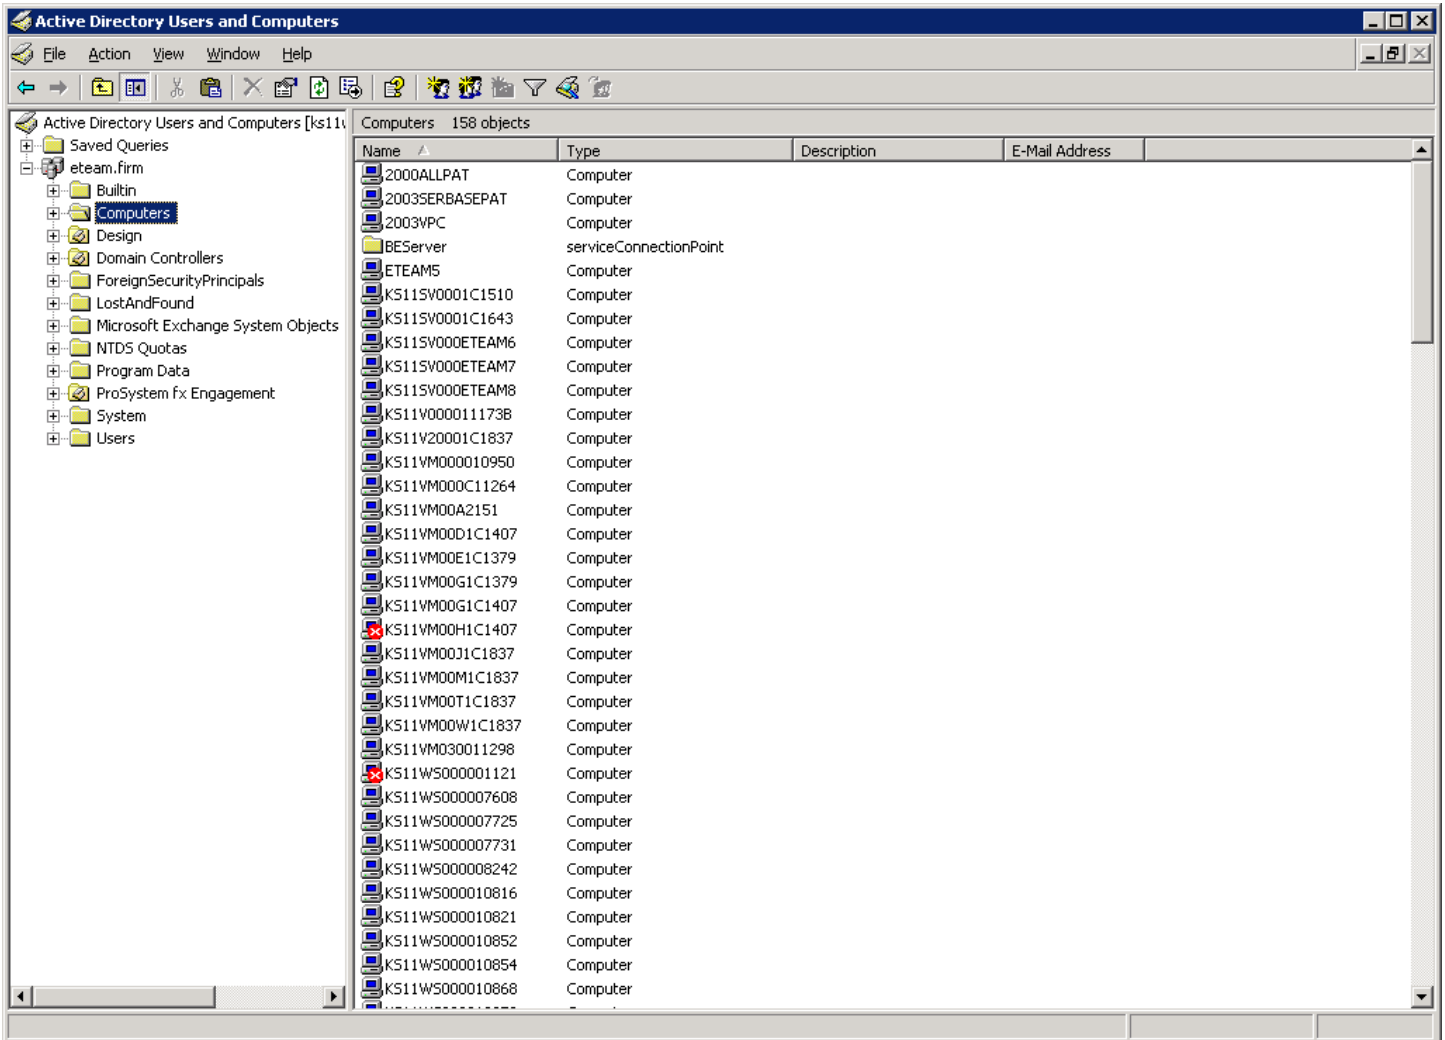 Active Directory Users and Computers
File Action View Window Help
Active Directory Users and Computers [ks11
Saved Queries
eteam.firm
Builtin
Computers
Design
Domain Controllers
ForeignSecurityPrincipals
LostAndFound
Microsoft Exchange System Objects
NTDS Quotas
Program Data
ProSystem fx Engagement
System
Users
Computers 158 objects
Name Type Description E-Mail Address
2000ALLPAT Computer
2003SERBASEPAT Computer
2003VPC Computer
BEServer serviceConnectionPoint
ETEAM5 Computer
KS11SV0001C1510 Computer
KS11SV0001C1643 Computer
KS11SV000ETEAM6 Computer
KS11SV000ETEAM7 Computer
KS11SV000ETEAM8 Computer
KS11V000011173B Computer
KS11V20001C1837 Computer
KS11VM000010950 Computer
KS11VM000C11264 Computer
KS11VM00A2151 Computer
KS11VM00D1C1407 Computer
KS11VM00E1C1379 Computer
KS11VM00G1C1379 Computer
KS11VM00G1C1407 Computer
KS11VM00H1C1407 Computer
KS11VM00J1C1837 Computer
KS11VM00M1C1837 Computer
KS11VM00T1C1837 Computer
KS11VM00W1C1837 Computer
KS11VM030011298 Computer
KS11WS000001121 Computer
KS11WS000007608 Computer
KS11WS000007725 Computer
KS11WS000007731 Computer
KS11WS000008242 Computer
KS11WS000010816 Computer
KS11WS000010821 Computer
KS11WS000010852 Computer
KS11WS000010854 Computer
KS11WS000010868 Computer